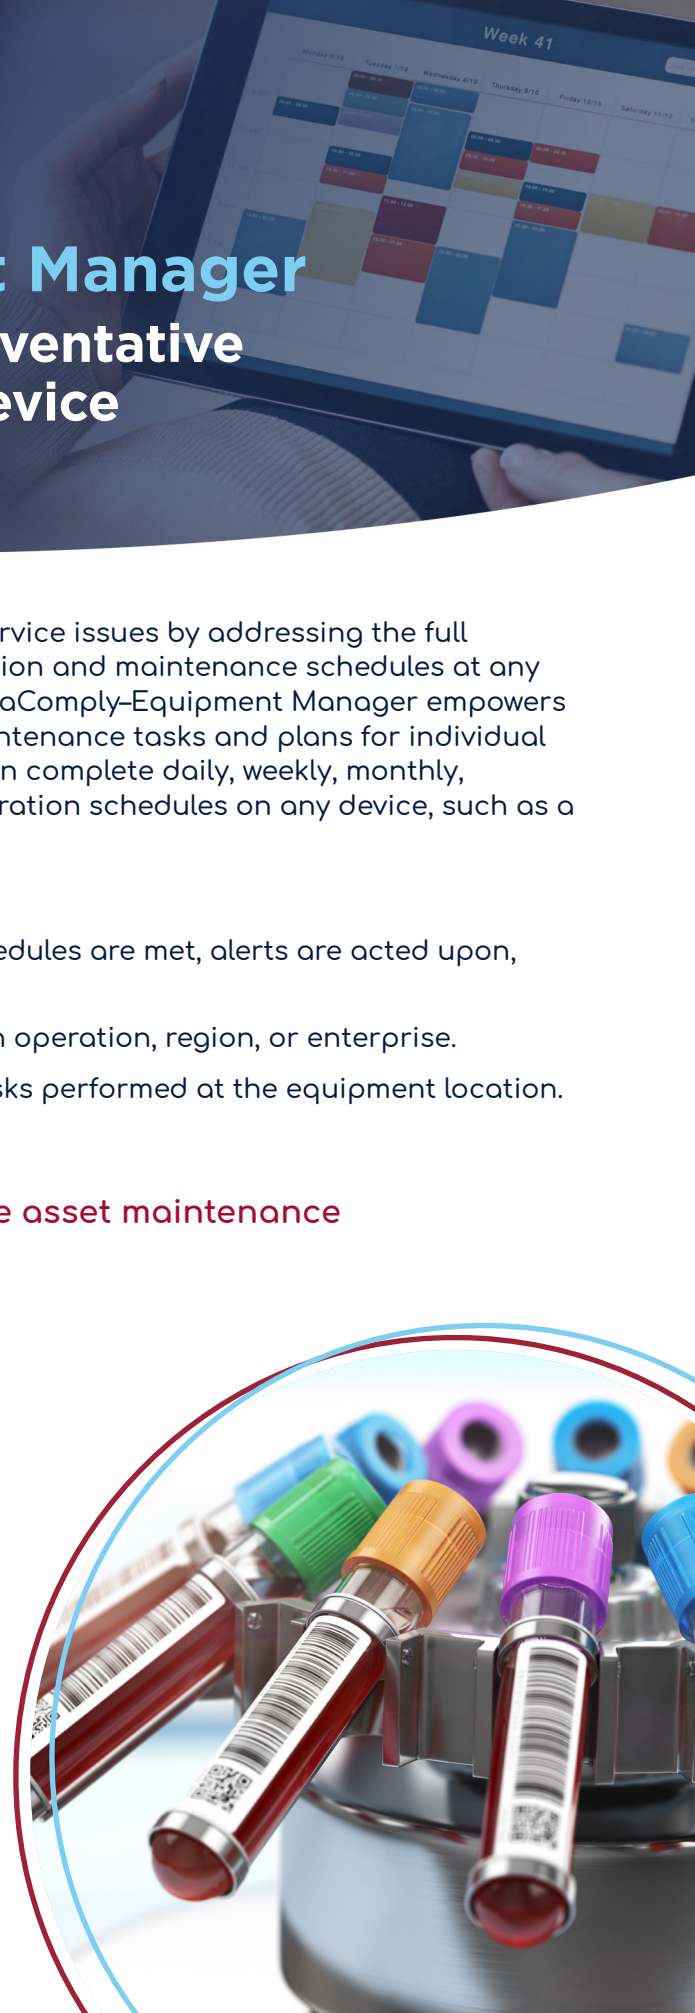 Week 41
Monday 6/10 Tuesday 7/10 Wednesday 8/10 Thursday 9/10 Friday 10/10 Saturday 11/10
t Manager
ventative
evice
rvice issues by addressing the full
ion and maintenance schedules at any
aComply–Equipment Manager empowers
ntenance tasks and plans for individual
n complete daily, weekly, monthly,
ration schedules on any device, such as a
edules are met, alerts are acted upon,
n operation, region, or enterprise.
sks performed at the equipment location.
e asset maintenance